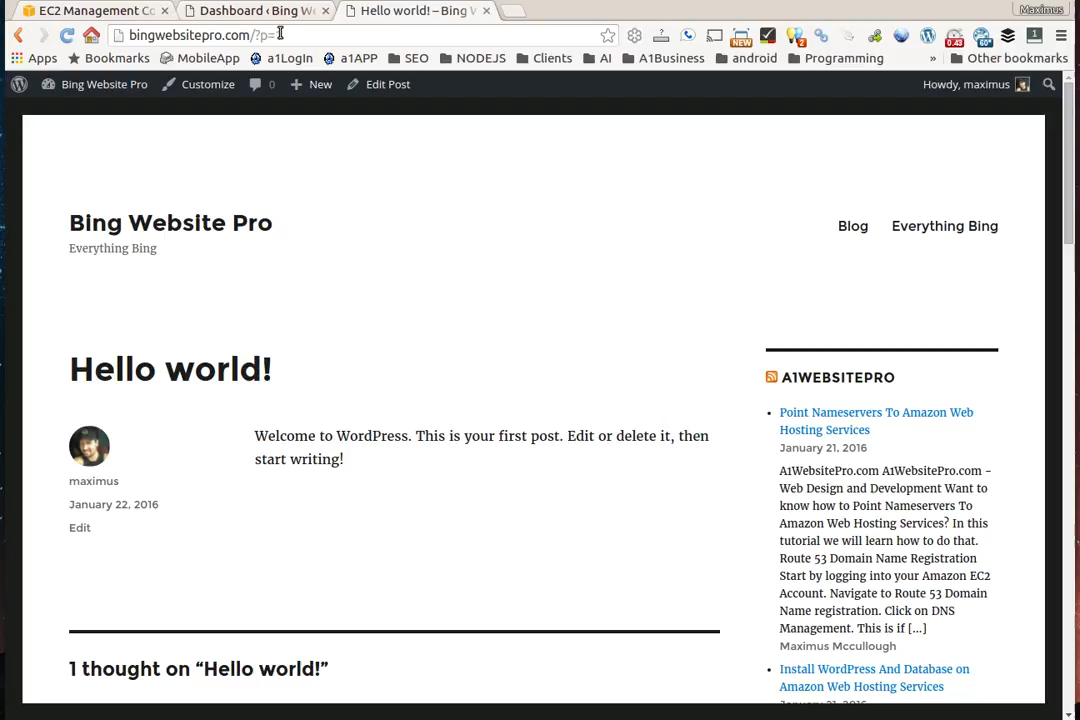 EC2 Management Co
Dashboard ‹ Bing We
Hello world! – Bing W
Maximus
bingwebsitepro.com/?p=
NEW
2
0.43
60°
1
Apps
Bookmarks
MobileApp
a1LogIn
a1APP
SEO
NODEJS
Clients
AI
A1Business
android
Programming
»
Other bookmarks
Bing Website Pro
Customize
0
New
Edit Post
Howdy, maximus
Bing Website Pro
Everything Bing
Blog
Everything Bing
Hello world!
maximus
January 22, 2016
Edit
Welcome to WordPress. This is your first post. Edit or delete it, then
start writing!
A1WEBSITEPRO
Point Nameservers To Amazon Web
Hosting Services
January 21, 2016
A1WebsitePro.com A1WebsitePro.com -
Web Design and Development Want to
know how to Point Nameservers To
Amazon Web Hosting Services? In this
tutorial we will learn how to do that.
Route 53 Domain Name Registration
Start by logging into your Amazon EC2
Account. Navigate to Route 53 Domain
Name registration. Click on DNS
Management. This is if [...]
Maximus Mccullough
Install WordPress And Database on
Amazon Web Hosting Services
1 thought on “Hello world!”